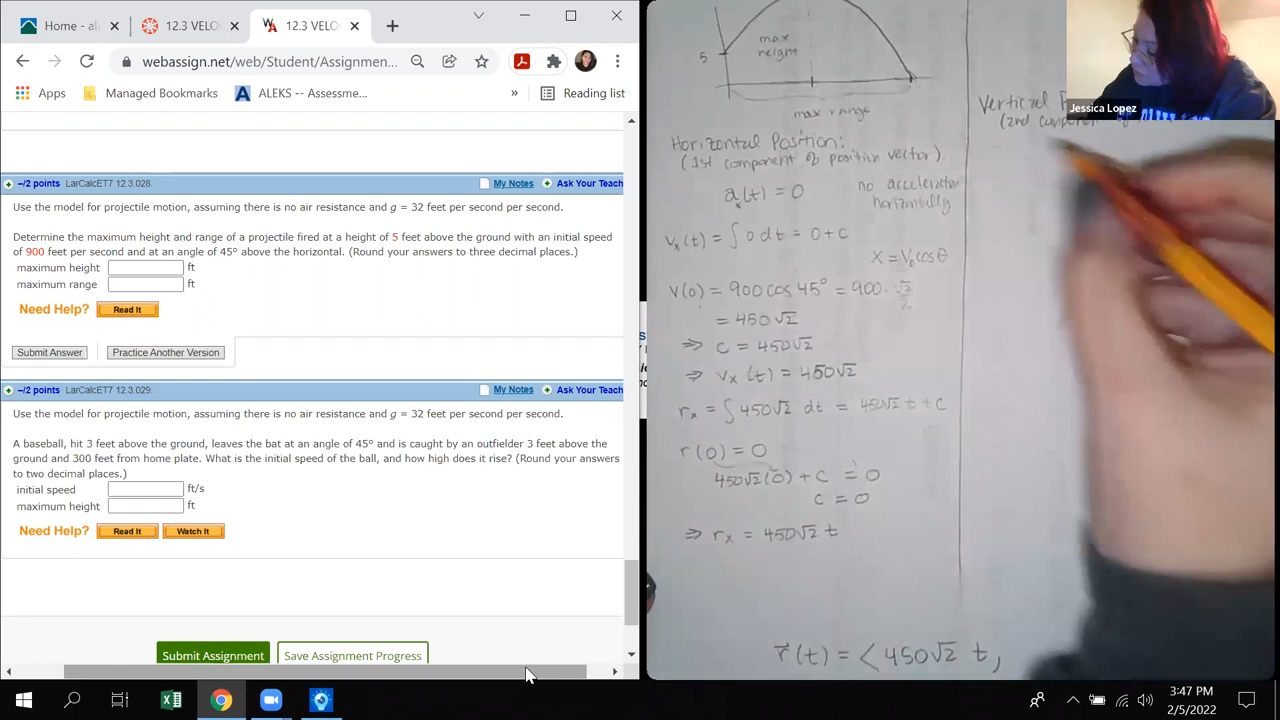 Home - al
12.3 VELO
12.3 VELO
webassign.net/web/Student/Assignmen...
Apps
Managed Bookmarks
ALEKS -- Assessme...
»
Reading list
–/2 points
LarCalcET7 12.3.028.
My Notes
Ask Your Teach
Use the model for projectile motion, assuming there is no air resistance and g = 32 feet per second per second.
Determine the maximum height and range of a projectile fired at a height of 5 feet above the ground with an initial speed
of 900 feet per second and at an angle of 45° above the horizontal. (Round your answers to three decimal places.)
maximum height ft
maximum range ft
Need Help? Read It
Submit Answer
Practice Another Version
–/2 points
LarCalcET7 12.3.029.
My Notes
Ask Your Teach
Use the model for projectile motion, assuming there is no air resistance and g = 32 feet per second per second.
A baseball, hit 3 feet above the ground, leaves the bat at an angle of 45° and is caught by an outfielder 3 feet above the
ground and 300 feet from home plate. What is the initial speed of the ball, and how high does it rise? (Round your answers
to two decimal places.)
initial speed ft/s
maximum height ft
Need Help? Read It Watch It
Submit Assignment
Save Assignment Progress
max
height
5
max range
Horizontal Position:
(1st component of position vector).
a_x(t) = 0
no acceleration
horizontally
v_x(t) = ∫ 0 dt = 0 + c
x = V_0 cos θ
v(0) = 900 cos 45° = 900 · √2/2
= 450√2
⇒ c = 450√2
⇒ v_x(t) = 450√2
r_x = ∫ 450√2 dt = 450√2 t + c
r(0) = 0
450√2(0) + c = 0
c = 0
⇒ r_x = 450√2 t
r⃗(t) = <450√2 t,
Vertical
(2nd
Jessica Lopez
3:47 PM
2/5/2022